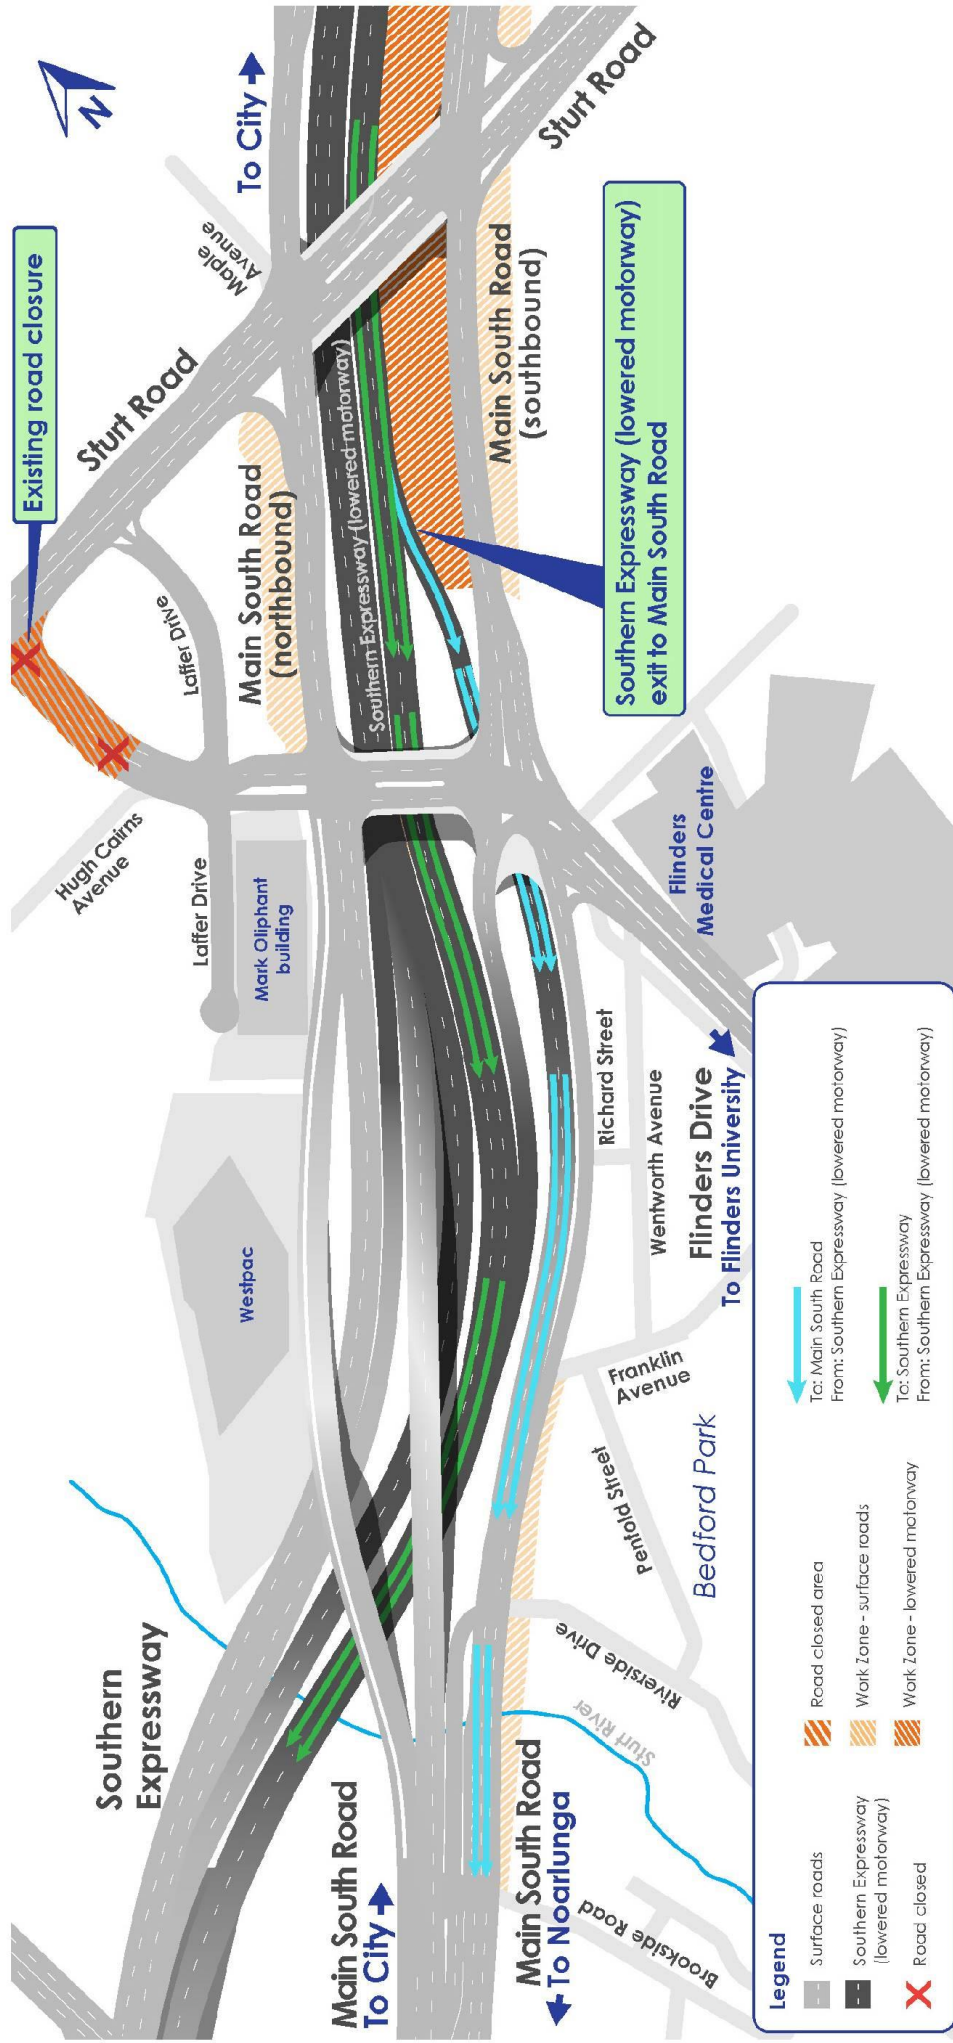 N
To City
Existing road closure
Maple
Avenue
Sturt Road
Sturt Road
Laffer Drive
Main South Road
(northbound)
Southern Expressway (lowered motorway)
Main South Road
(southbound)
Southern Expressway (lowered motorway)
exit to Main South Road
Hugh Cairns
Avenue
Laffer Drive
Mark Oliphant
building
Flinders
Medical Centre
Westpac
Richard Street
Wentworth Avenue
Flinders Drive
To Flinders University
Franklin
Avenue
Penfold Street
Bedford Park
Southern
Expressway
Riverside Drive
Sturt River
Main South Road
To City
Main South Road
To Noarlunga
Brookside Road
Legend
Surface roads
Southern Expressway
(lowered motorway)
Road closed
Road closed area
Work Zone - surface roads
Work Zone - lowered motorway
To: Main South Road
From: Southern Expressway (lowered motorway)
To: Southern Expressway
From: Southern Expressway (lowered motorway)